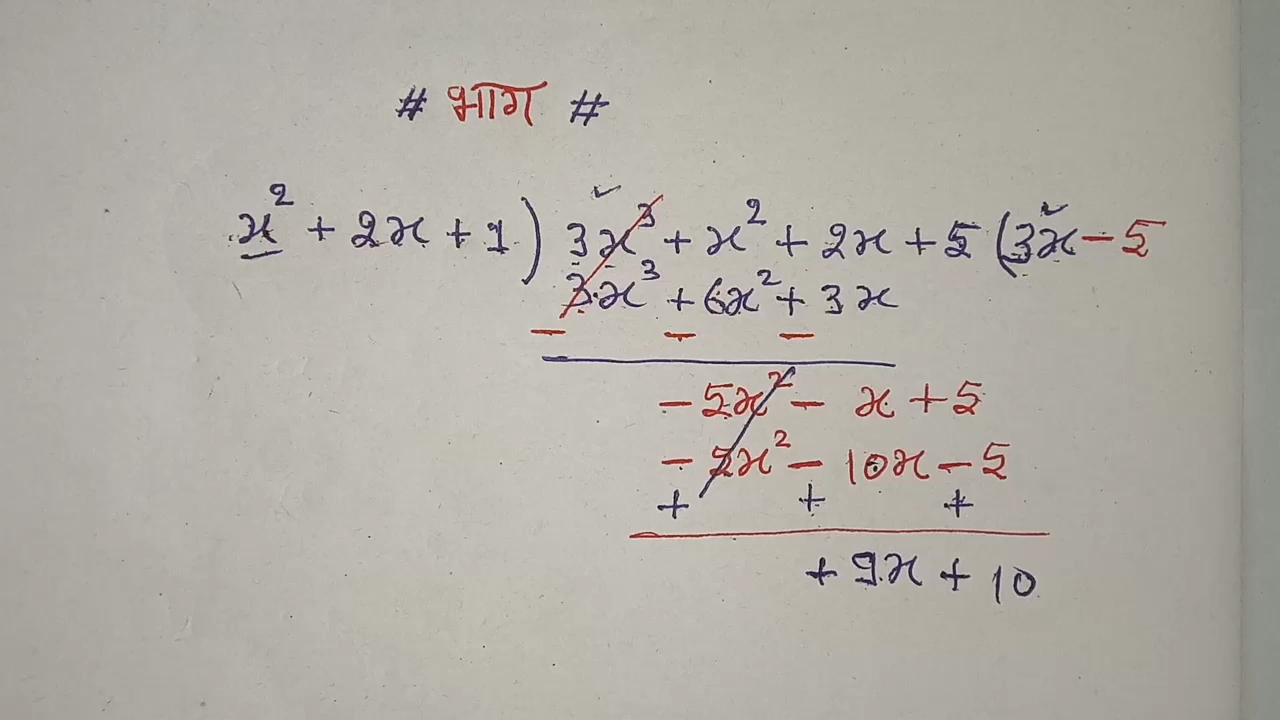 # भाग #
x² + 2x + 1 ) 3x³ + x² + 2x + 5 ( 3x - 5
3x³ + 6x² + 3x
- - -
- 5x² - x + 5
- 5x² - 10x - 5
+ + +
+ 9x + 10